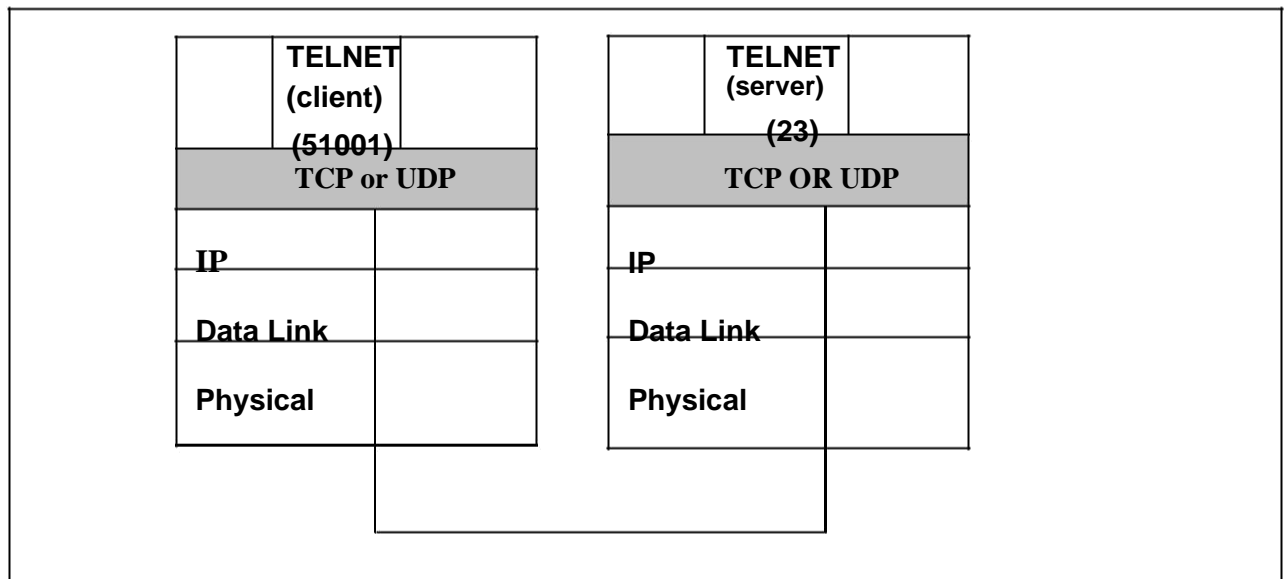 TELNET
(client)
(51001)
TCP or UDP
IP
Data Link
Physical
TELNET
(server)
(23)
TCP OR UDP
IP
Data Link
Physical